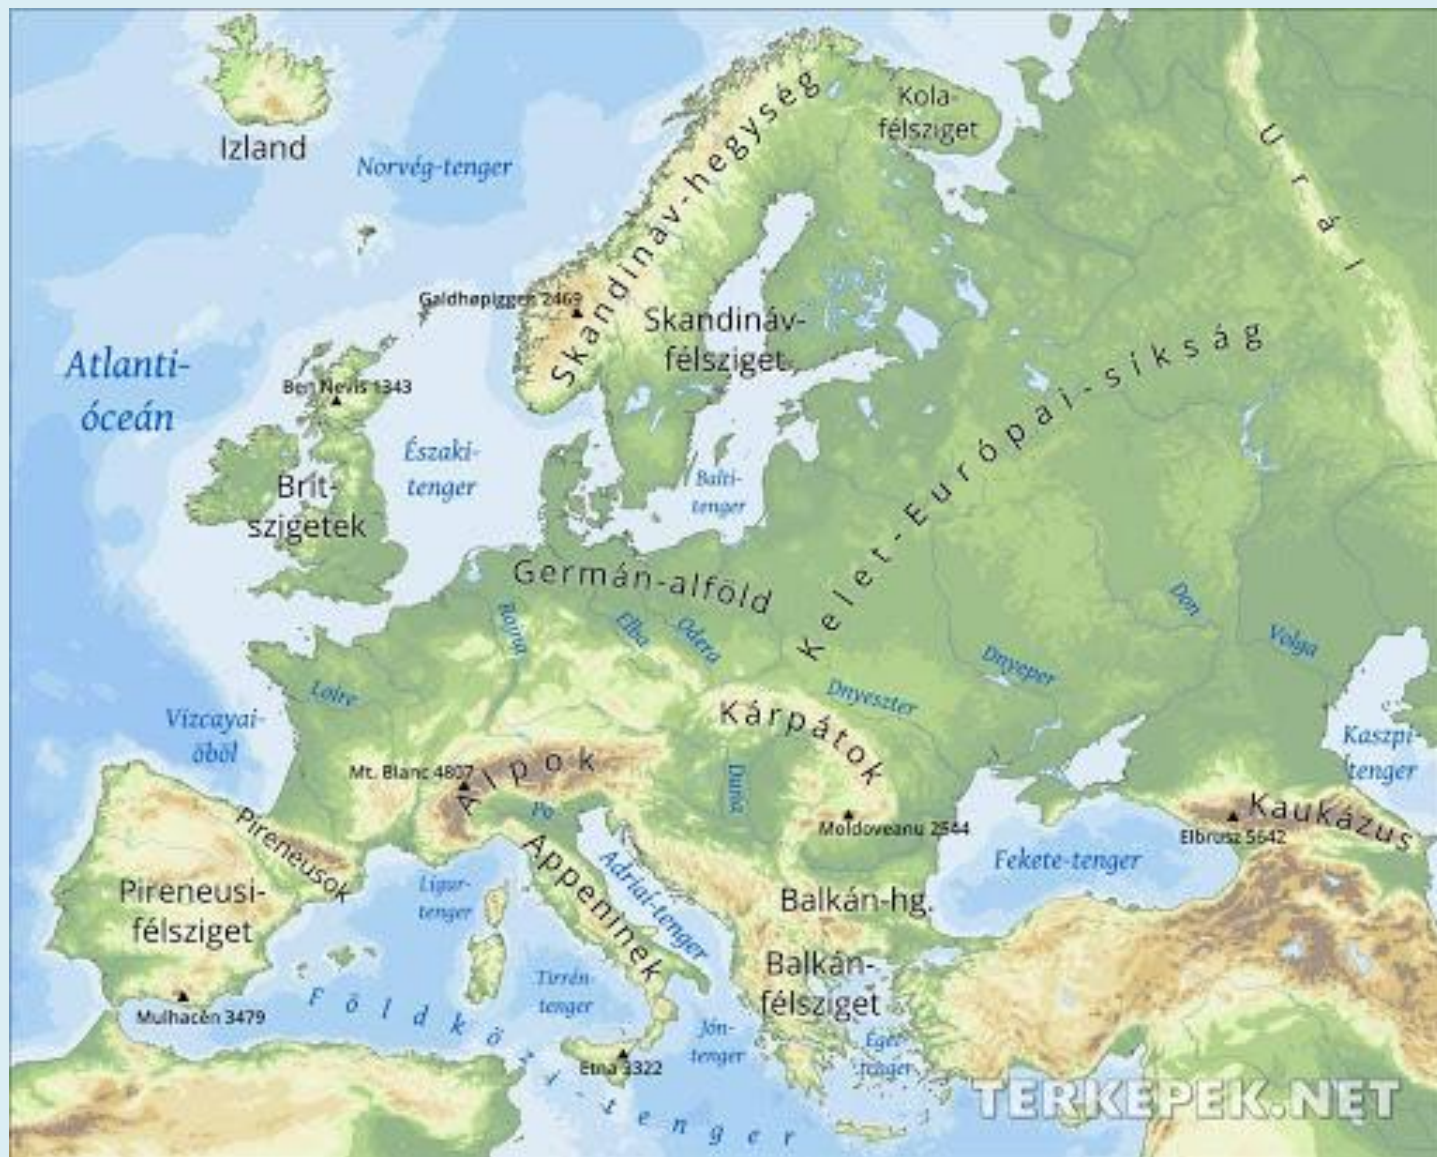 Izland
Norvég-tenger
Skandináv-hegység
Kola-
félsziget
Urál
Galdhøpiggen 2469
Skandináv-
félsziget
Atlanti-
óceán
Ben Nevis 1343
Északi-
tenger
Brit-
szigetek
Balti-
tenger
Kelet-Európai-síkság
Germán-alföld
Rajna
Elba
Odera
Don
Volga
Dnyeper
Dnyeszter
Loire
Vizcayai-
öböl
Kárpátok
Kaszpi-
tenger
Alpok
Mt. Blanc 4807
Duna
Po
Moldoveanu 2544
Kaukázus
Elbrusz 5642
Fekete-tenger
Pireneusok
Appeninek
Adriai-tenger
Ligur-
tenger
Pireneusi-
félsziget
Balkán-hg.
Balkán-
félsziget
Tirrén-
tenger
Mulhacén 3479
Földközi-tenger
Jón-
tenger
Égei-
tenger
Etna 3322
TERKEPEK.NET